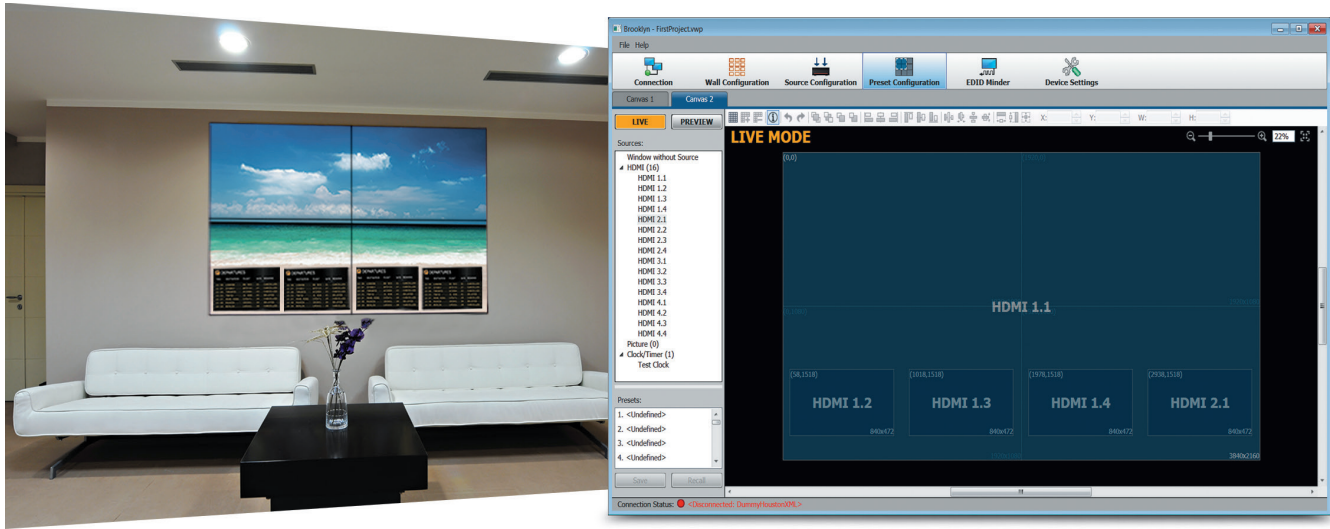 DEPARTURES DEPARTURES DEPARTURES DEPARTURES
Brooklyn - FirstProject.vwp
File Help
Connection Wall Configuration Source Configuration Preset Configuration EDID Minder Device Settings
Canvas 1 Canvas 2
X: Y: W: H:
LIVE PREVIEW
LIVE MODE
22%
Sources:
Window without Source
HDMI (16)
HDMI 1.1
HDMI 1.2
HDMI 1.3
HDMI 1.4
HDMI 2.1
HDMI 2.2
HDMI 2.3
HDMI 2.4
HDMI 3.1
HDMI 3.2
HDMI 3.3
HDMI 3.4
HDMI 4.1
HDMI 4.2
HDMI 4.3
HDMI 4.4
Picture (0)
Clock/Timer (1)
Test Clock
Presets:
1. <Undefined>
2. <Undefined>
3. <Undefined>
4. <Undefined>
Save Recall
(0,0)
HDMI 1.1
(58,1518) (1018,1518) (1978,1518) (2938,1518)
HDMI 1.2 HDMI 1.3 HDMI 1.4 HDMI 2.1
840x472 840x472 840x472 840x472
3840x2160
Connection Status: <Disconnected: DummyHoustonXML>